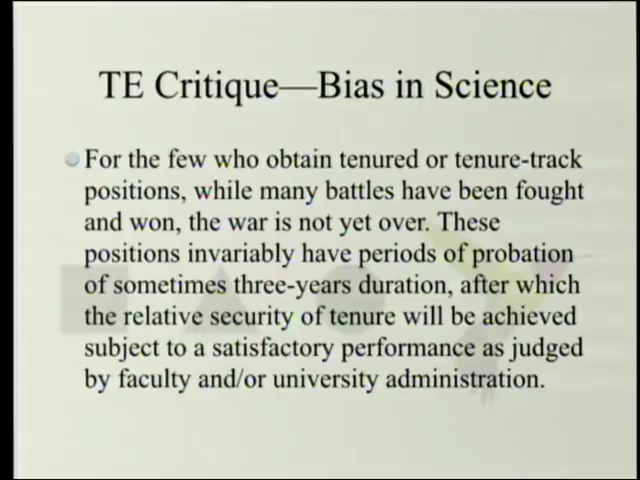 TE Critique—Bias in Science
For the few who obtain tenured or tenure-track
positions, while many battles have been fought
and won, the war is not yet over. These
positions invariably have periods of probation
of sometimes three-years duration, after which
the relative security of tenure will be achieved
subject to a satisfactory performance as judged
by faculty and/or university administration.